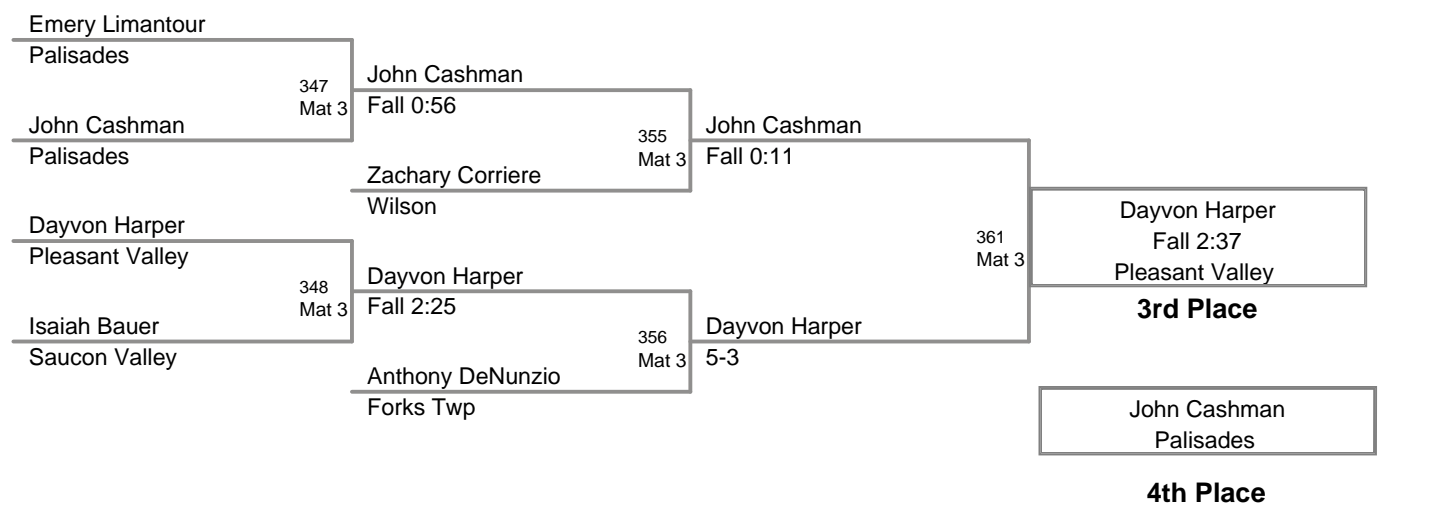 Emery Limantour
Palisades
347
Mat 3
John Cashman
Fall 0:56
John Cashman
Palisades
355
Mat 3
John Cashman
Fall 0:11
Zachary Corriere
Wilson
Dayvon Harper
Pleasant Valley
348
Mat 3
Dayvon Harper
Fall 2:25
Isaiah Bauer
Saucon Valley
356
Mat 3
Dayvon Harper
5-3
Anthony DeNunzio
Forks Twp
361
Mat 3
Dayvon Harper
Fall 2:37
Pleasant Valley
3rd Place
John Cashman
Palisades
4th Place